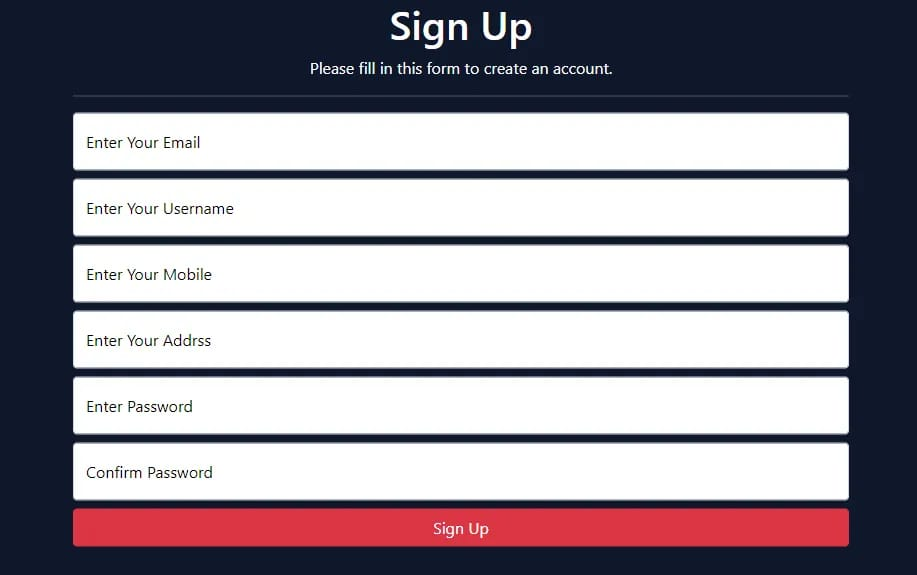 Sign Up
Please fill in this form to create an account.
Enter Your Email
Enter Your Username
Enter Your Mobile
Enter Your Addrss
Enter Password
Confirm Password
Sign Up